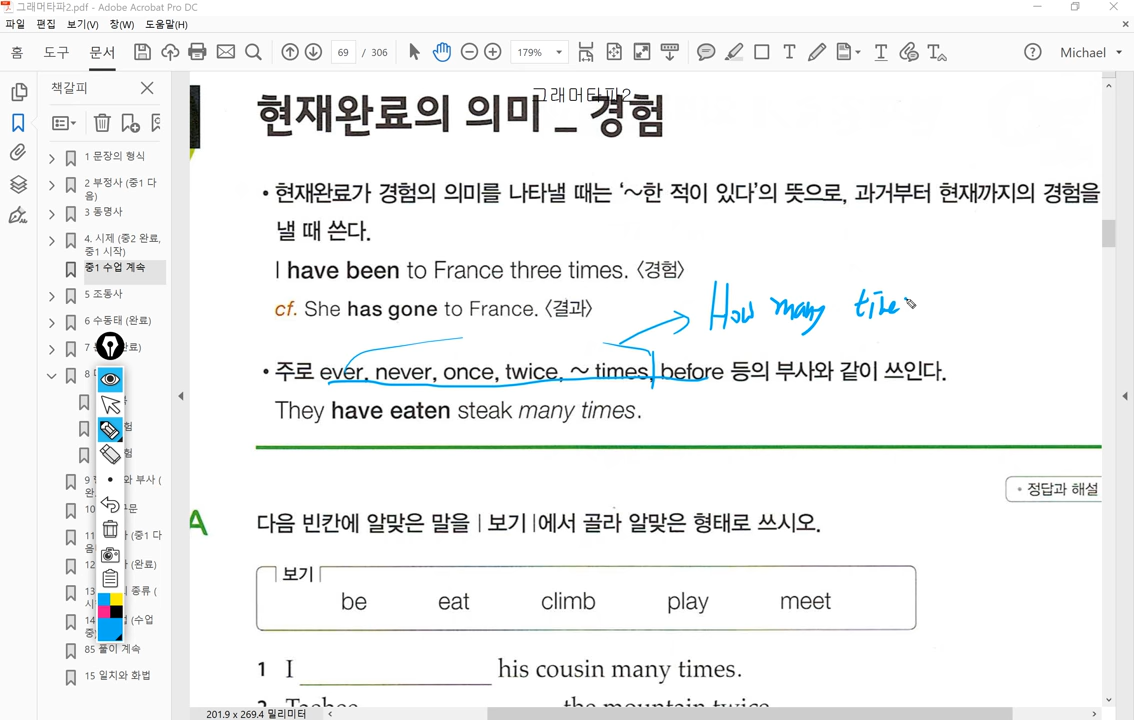 그래머타파2.pdf - Adobe Acrobat Pro DC
파일 편집 보기(V) 창(W) 도움말(H)
홈 도구 문서 69 / 306 179% Michael
책갈피
1 문장의 형식
2 부정사 (중1 다음)
3 동명사
4. 시제 (중2 완료, 중1 시작)
중1 수업 계속
5 조동사
6 수동태 (완료)
7
8
85 풀이 계속
15 일치와 화법
그래머타파2
현재완료의 의미 _ 경험
• 현재완료가 경험의 의미를 나타낼 때는 ‘~한 적이 있다’의 뜻으로, 과거부터 현재까지의 경험을
낼 때 쓴다.
I have been to France three times. 〈경험〉
cf. She has gone to France. 〈결과〉
How many
• 주로 ever, never, once, twice, ~ times, before 등의 부사와 같이 쓰인다.
They have eaten steak many times.
• 정답과 해설
A 다음 빈칸에 알맞은 말을 |보기|에서 골라 알맞은 형태로 쓰시오.
보기
be eat climb play meet
1 I ____________ his cousin many times.
the mountain twice
201.9 x 269.4 밀리미터